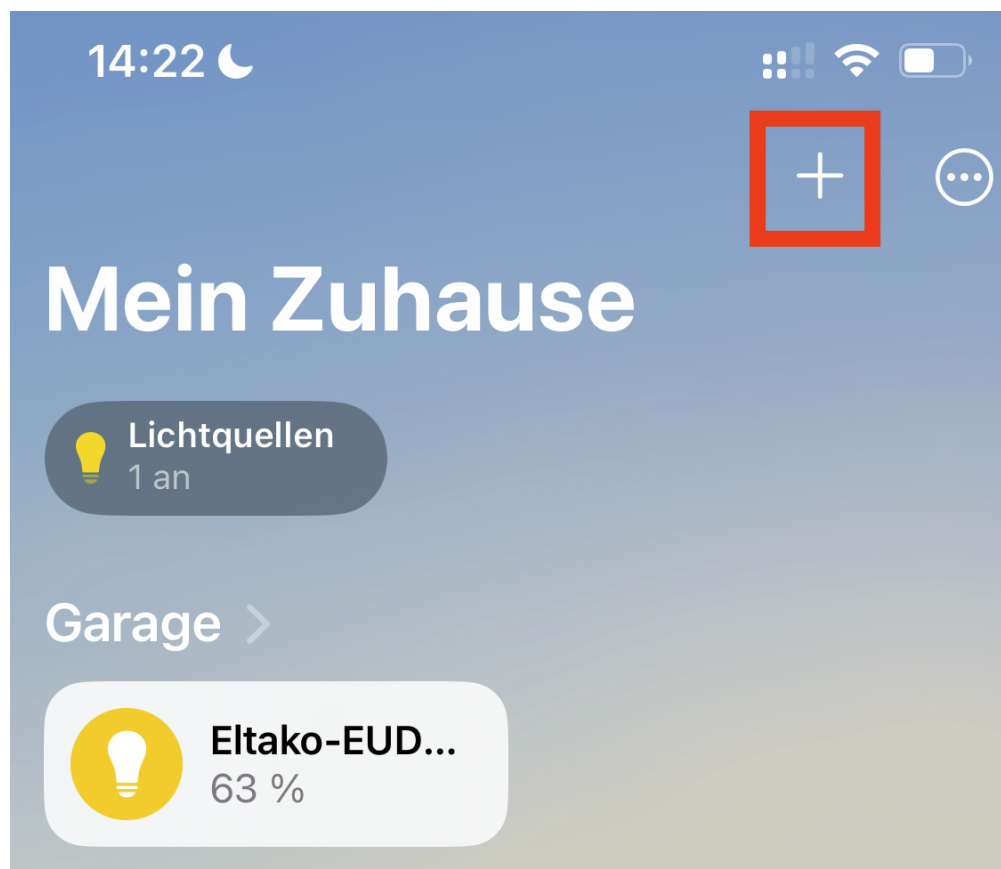 14:22
Mein Zuhause
Lichtquellen
1 an
Garage
Eltako-EUD...
63 %